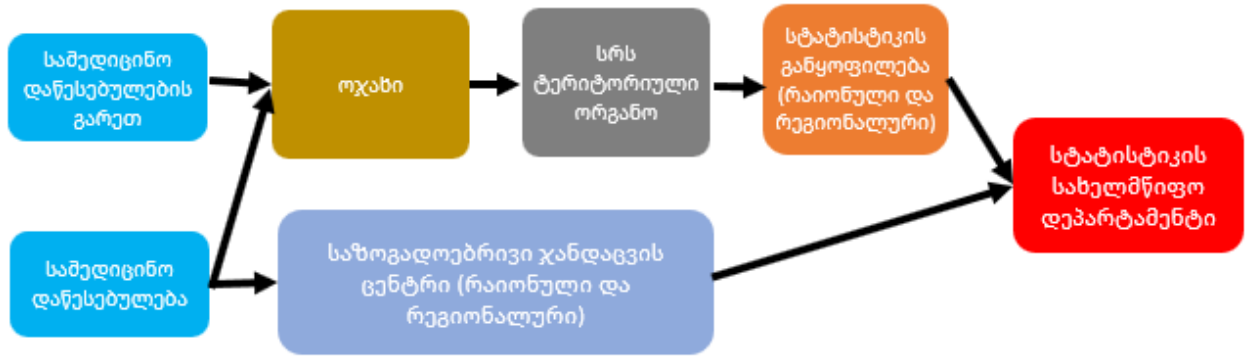 სამედიცინო
დაწესებულების
გარეთ
ოჯახი
სრს
ტერიტორიული
ორგანო
სტატისტიკის
განყოფილება
(რაიონული და
რეგიონალური)
სტატისტიკის
სახელმწიფო
დეპარტამენტი
სამედიცინო
დაწესებულება
საზოგადოებრივი ჯანდაცვის
ცენტრი (რაიონული და
რეგიონალური)